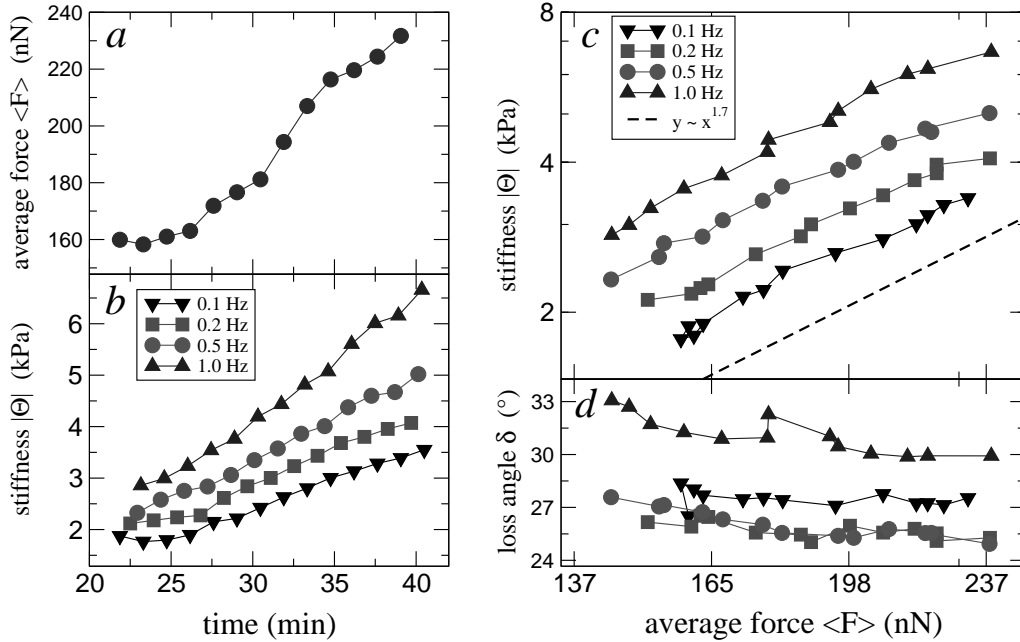 a
average force <F> (nN)
240
220
200
180
160
b
0.1 Hz
0.2 Hz
0.5 Hz
1.0 Hz
stiffness |Θ| (kPa)
6
5
4
3
2
20 25 30 35 40
time (min)
c
0.1 Hz
0.2 Hz
0.5 Hz
1.0 Hz
y ~ x^1.7
stiffness |Θ| (kPa)
8
4
2
d
loss angle δ (°)
33
30
27
24
137 165 198 237
average force <F> (nN)